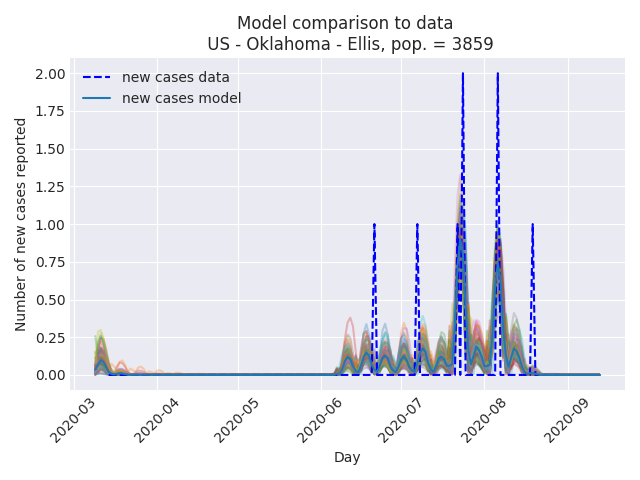 Model comparison to data
US - Oklahoma - Ellis, pop. = 3859
new cases data
new cases model
Number of new cases reported
2.00
1.75
1.50
1.25
1.00
0.75
0.50
0.25
0.00
2020-03
2020-04
2020-05
2020-06
2020-07
2020-08
2020-09
Day